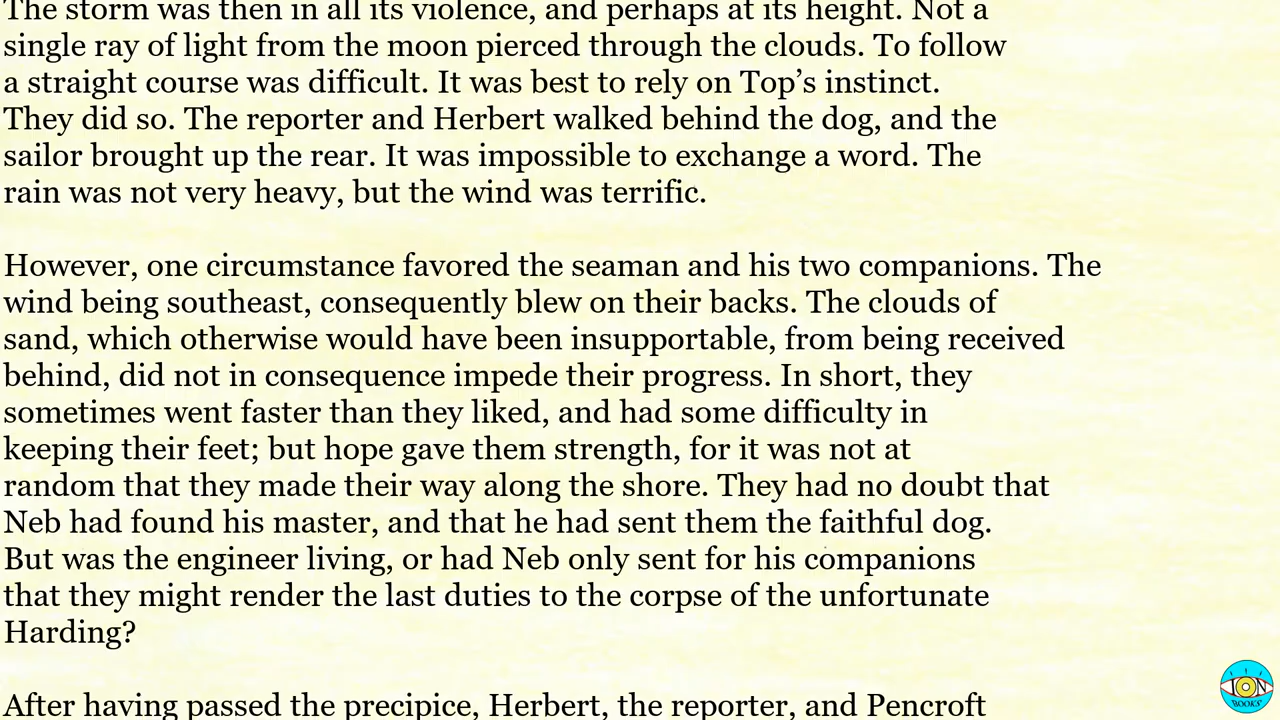 The storm was then in all its violence, and perhaps at its height. Not a
single ray of light from the moon pierced through the clouds. To follow
a straight course was difficult. It was best to rely on Top’s instinct.
They did so. The reporter and Herbert walked behind the dog, and the
sailor brought up the rear. It was impossible to exchange a word. The
rain was not very heavy, but the wind was terrific.
However, one circumstance favored the seaman and his two companions. The
wind being southeast, consequently blew on their backs. The clouds of
sand, which otherwise would have been insupportable, from being received
behind, did not in consequence impede their progress. In short, they
sometimes went faster than they liked, and had some difficulty in
keeping their feet; but hope gave them strength, for it was not at
random that they made their way along the shore. They had no doubt that
Neb had found his master, and that he had sent them the faithful dog.
But was the engineer living, or had Neb only sent for his companions
that they might render the last duties to the corpse of the unfortunate
Harding?
After having passed the precipice, Herbert, the reporter, and Pencroft
ION
BOOKS